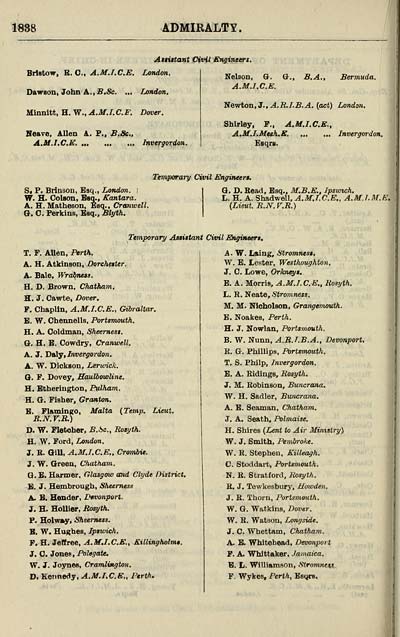 1838
ADMIRALTY.
Assistant Civil Engineers.
Bristow, R. C., A.M.I.C.E. London.
Dawson, John A., B.Sc. ... London.
Minnitt, H. W., A.M.I.C.E. Dover.
Neave, Allen A. P., B.Sc.,
A.M.I.C.E. ... ... ... Invergordon.
Nelson, G. G., B.A., Bermuda.
A.M.I.C.E.
Newton, J., A.R.I.B.A. (act) London.
Shirley, F., A.M.I.C.E.,
A.M.I.Mech.E. ... ... Invergordon.
Esqrs.
Temporary Civil Engineers.
S. P. Brinson, Esq., London.
W. H. Colson, Esq., Kantara.
A. H. Matheson, Esq., Cranwell.
G. C. Perkins, Esq., Blyth.
G. D. Read, Esq., M.B.E., Ipswich.
L. H. A. Shadwell, A.M.I.C.E., A.M.I.M.E.
(Lieut. R.N.V.R.)
Temporary Assistant Civil Engineers.
T. F. Allen, Perth.
A. H. Atkinson, Dorchester.
A. Bale, Wrabness.
H. D. Brown, Chatham.
H. J. Cawte, Dover.
F. Chaplin, A.M.I.C.E., Gibraltar.
E. W. Chennells, Portsmouth.
H. A. Coldman, Sheerness.
G. H. E. Cowdry, Cranwell.
A. J. Daly, Invergordon.
A. W. Dickson, Lerwick.
G. F. Dovey, Haulbowline.
H. Etherington, Pulham.
H. G. Fisher, Granton.
E. Flamingo, Malta (Temp. Lieut.
R.N.V.R.)
D. W. Fletcher, B.Sc., Rosyth.
H. W. Ford, London.
J. R. Gill, A.M.I.C.E., Crombie.
J. W. Green, Chatham.
G. E. Harmer, Glasgow and Clyde District.
E. J. Hembrough, Sheerness
A. R. Hender, Devonport.
J. H. Hollier, Rosyth.
P. Holway, Sheerness.
E. W. Hughes, Ipswich.
F. H. Jeffree, A.M.I.C.E., Killingholme.
J. C. Jones, Polegate.
W. J. Joynes, Cramlington.
D. Kennedy, A.M.I.C.E., Perth.
A. W. Laing, Stromness.
W. E. Lester, Westhoughton.
J. C. Lowe, Orkneys.
E. A. Morris, A.M.I.C.E., Rosyth.
L. R. Neate, Stromness.
M. M. Nicholson, Grangemouth.
E. Noakes, Perth.
H. J. Nowlan, Portsmouth.
B. W. Nunn, A.R.I.B.A., Devonport.
R. G. Phillips, Portsmouth.
T. S. Philp, Invergordon.
E. A. Ridings, Rosyth.
J. M. Robinson, Buncrana.
W. H. Sadler, Buncrana.
A. E. Seaman, Chatham.
J. A. Seath, Polmaise.
H. Shires (Lent to Air Ministry)
W. J. Smith, Pembroke.
W. R. Stephen, Killeagh.
C. Stoddart, Portsmouth.
N. R. Stratford, Rosyth.
R. J. Tewkesbury, Howden.
J. R. Thorn, Portsmouth.
W. G. Watkins, Dover.
W. R. Watson, Longside.
J. C. Whettam, Chatham.
A. E. Whitehead, Devonport
F. A. Whittaker, Jamaica.
E. L. Williamson, Stromness.
F. Wykes, Perth, Esqrs.